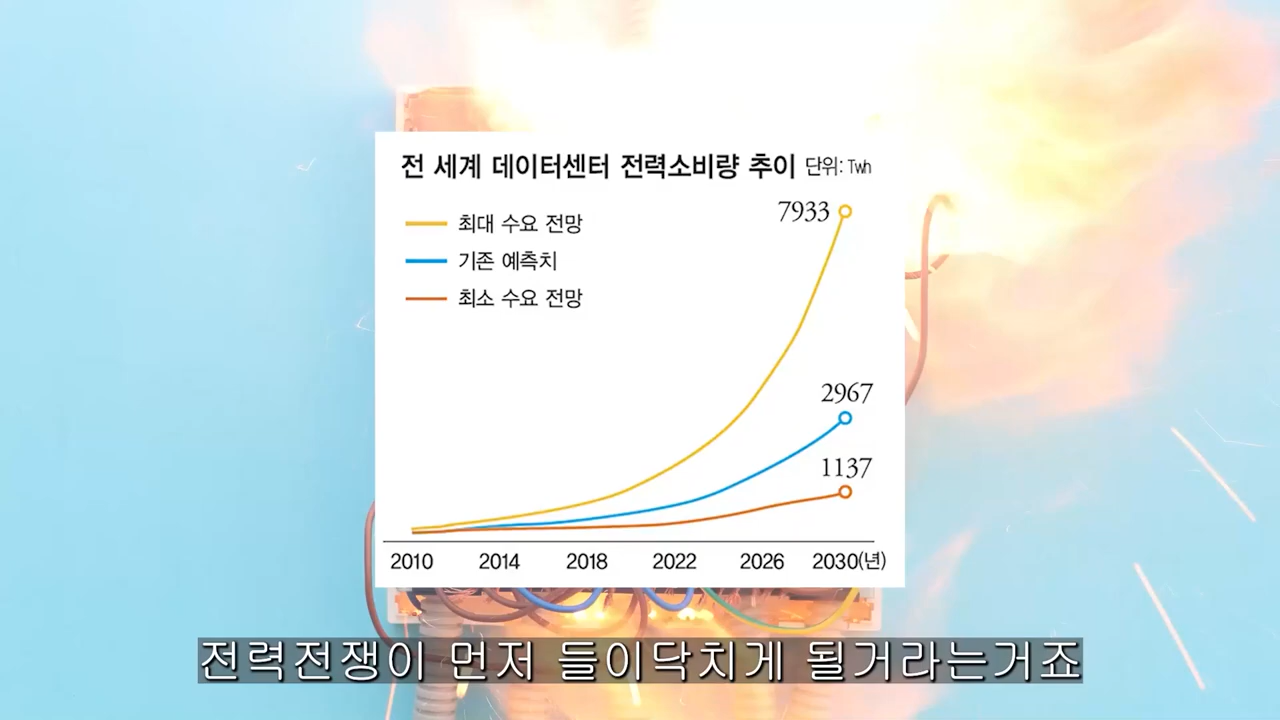 전 세계 데이터센터 전력소비량 추이 단위: Twh
최대 수요 전망
기존 예측치
최소 수요 전망
7933
2967
1137
2010 2014 2018 2022 2026 2030(년)
전력전쟁이 먼저 들이닥치게 될거라는거죠